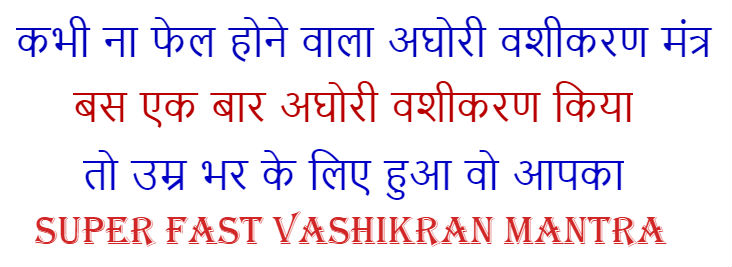 कभी ना फेल होने वाला अघोरी वशीकरण मंत्र
बस एक बार अघोरी वशीकरण किया
तो उम्र भर के लिए हुआ वो आपका
SUPER FAST VASHIKRAN MANTRA